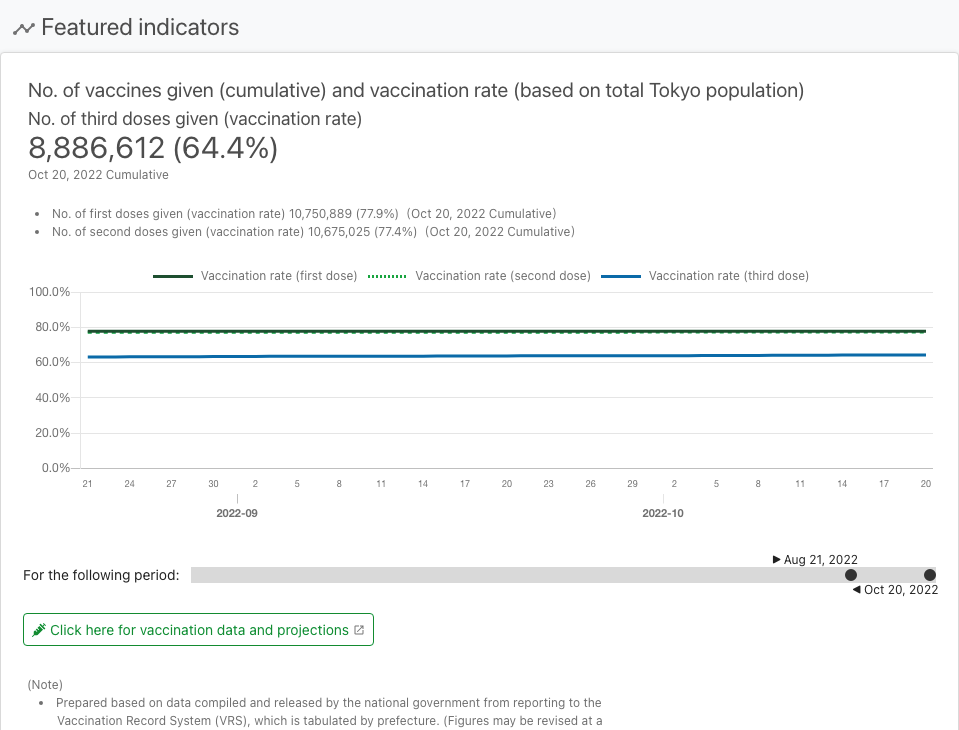 Featured indicators
No. of vaccines given (cumulative) and vaccination rate (based on total Tokyo population)
No. of third doses given (vaccination rate)
8,886,612 (64.4%)
Oct 20, 2022 Cumulative
• No. of first doses given (vaccination rate) 10,750,889 (77.9%) (Oct 20, 2022 Cumulative)
• No. of second doses given (vaccination rate) 10,675,025 (77.4%) (Oct 20, 2022 Cumulative)
Vaccination rate (first dose) Vaccination rate (second dose) Vaccination rate (third dose)
100.0%
80.0%
60.0%
40.0%
20.0%
0.0%
21 24 27 30 2 5 8 11 14 17 20 23 26 29 2 5 8 11 14 17 20
2022-09 2022-10
▶ Aug 21, 2022
For the following period:
◀ Oct 20, 2022
Click here for vaccination data and projections
(Note)
• Prepared based on data compiled and released by the national government from reporting to the
Vaccination Record System (VRS), which is tabulated by prefecture. (Figures may be revised at a